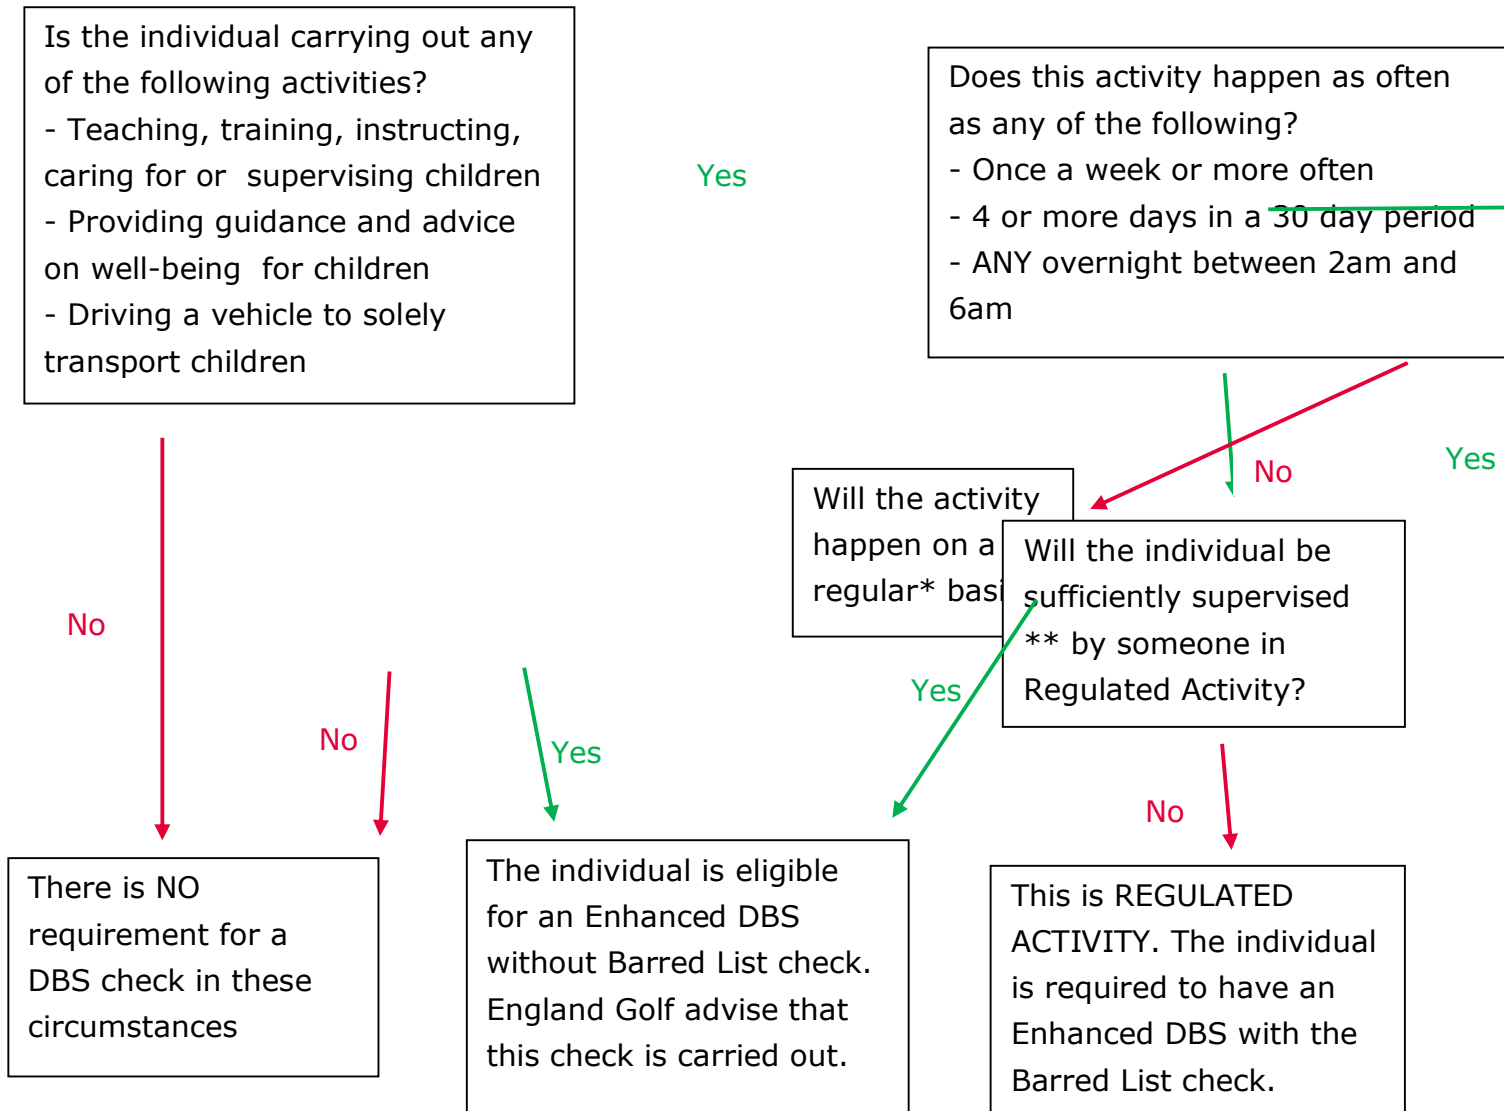 Is the individual carrying out any
of the following activities?
- Teaching, training, instructing,
caring for or  supervising children
- Providing guidance and advice
on well-being  for children
- Driving a vehicle to solely
transport children
Yes
Does this activity happen as often
as any of the following?
- Once a week or more often
- 4 or more days in a 30 day period
- ANY overnight between 2am and
6am
No
Yes
Will the activity
happen on a
regular* basi
Will the individual be
sufficiently supervised
** by someone in
Regulated Activity?
No
Yes
No
Yes
No
There is NO
requirement for a
DBS check in these
circumstances
The individual is eligible
for an Enhanced DBS
without Barred List check.
England Golf advise that
this check is carried out.
This is REGULATED
ACTIVITY. The individual
is required to have an
Enhanced DBS with the
Barred List check.